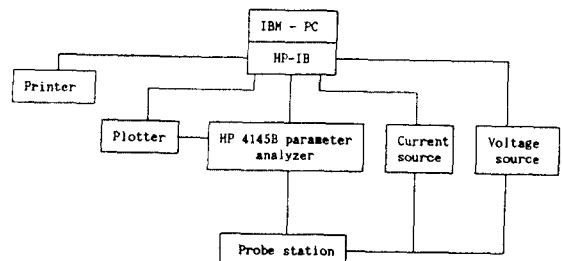 IBM - PC
HP-IB
Printer
Plotter
HP 4145B parameter
analyzer
Current
source
Voltage
source
Probe station